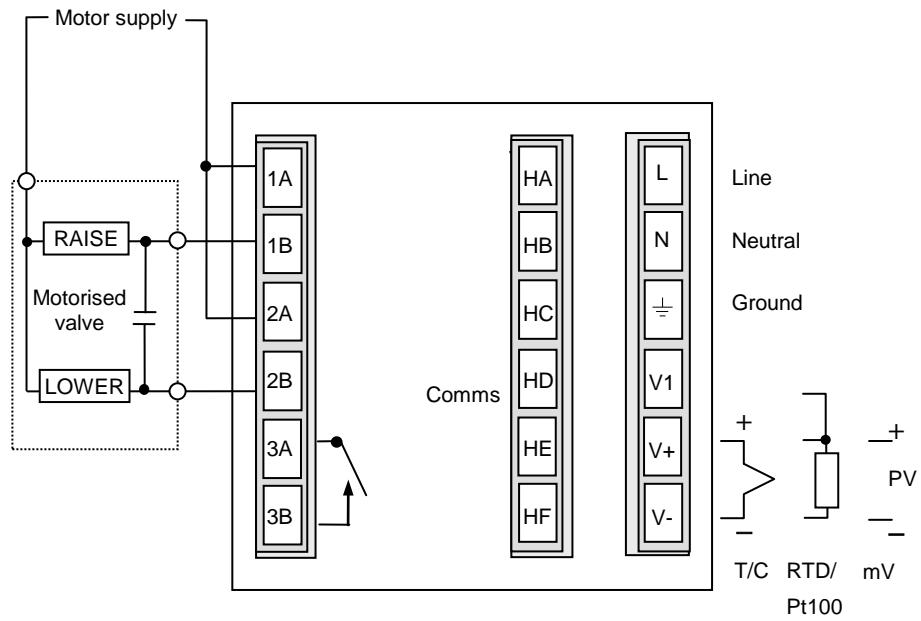 Motor supply
1A
1B
2A
2B
3A
3B
RAISE
Motorised
valve
LOWER
HA
HB
HC
HD
HE
HF
Comms
L
N
V1
V+
V-
Line
Neutral
Ground
+
−
T/C
RTD/
Pt100
+
PV
−
mV